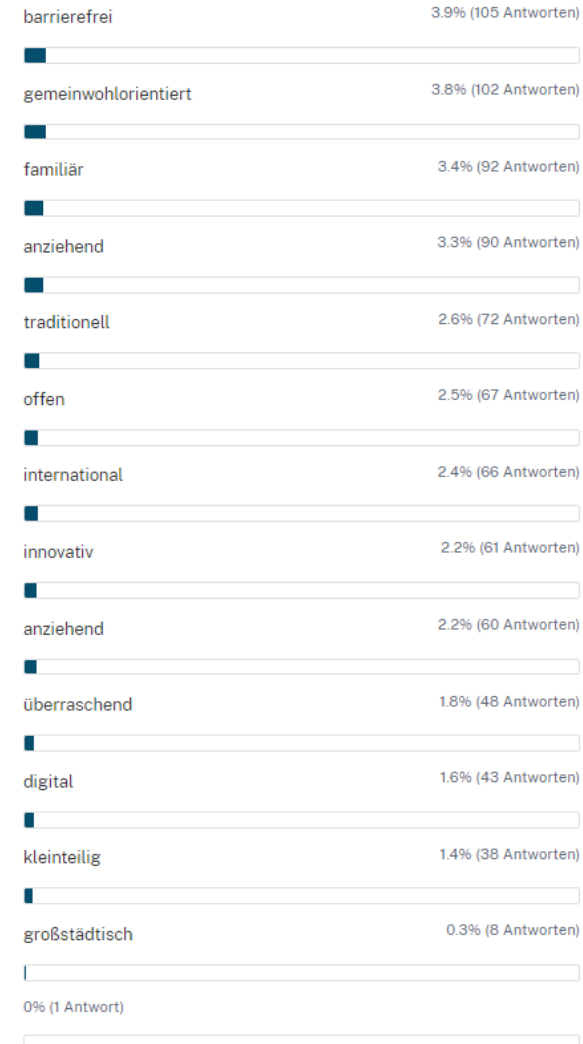 barrierefrei
3.9% (105 Antworten)
gemeinwohlorientiert
3.8% (102 Antworten)
familiär
3.4% (92 Antworten)
anziehend
3.3% (90 Antworten)
traditionell
2.6% (72 Antworten)
offen
2.5% (67 Antworten)
international
2.4% (66 Antworten)
innovativ
2.2% (61 Antworten)
anziehend
2.2% (60 Antworten)
überraschend
1.8% (48 Antworten)
digital
1.6% (43 Antworten)
kleinteilig
1.4% (38 Antworten)
großstädtisch
0.3% (8 Antworten)
0% (1 Antwort)